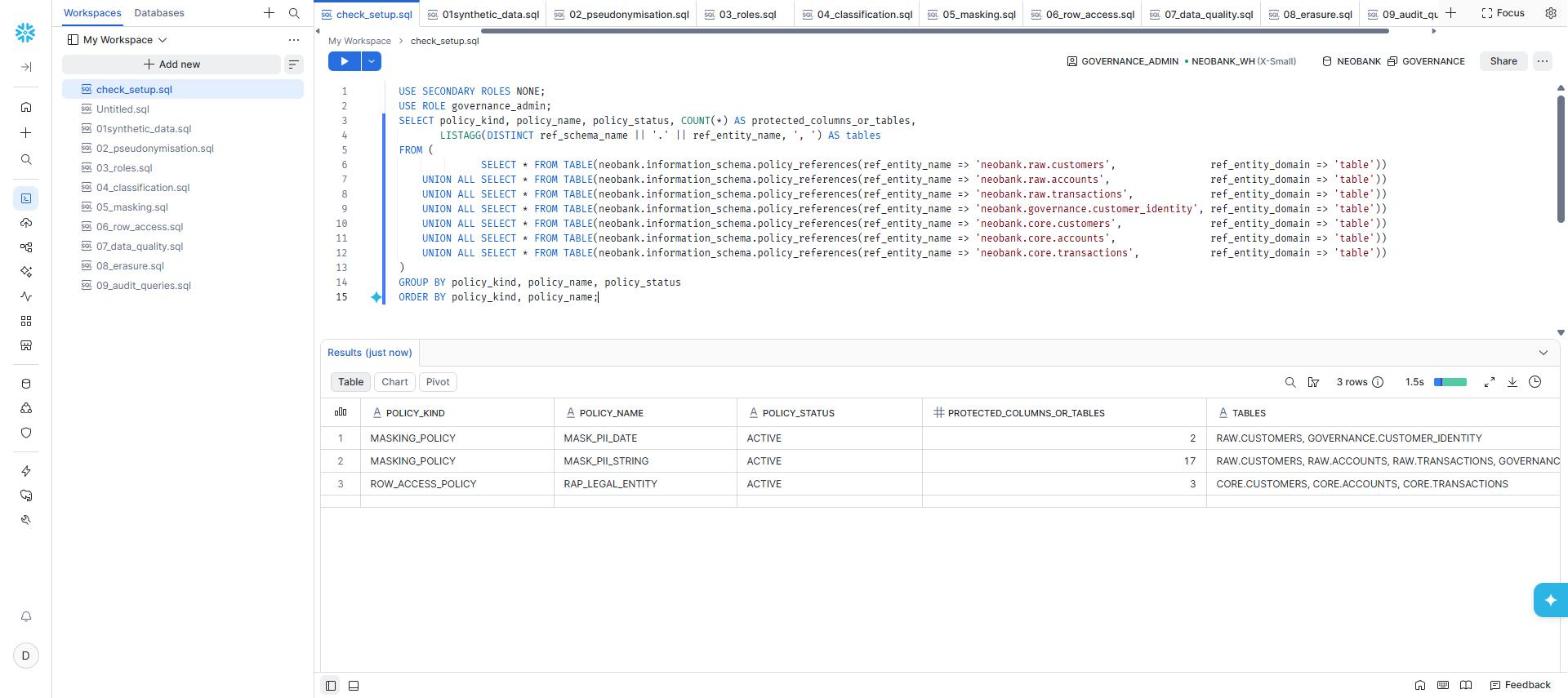 Workspaces Databases
My Workspace
Add new
check_setup.sql
Untitled.sql
01synthetic_data.sql
02_pseudonymisation.sql
03_roles.sql
04_classification.sql
05_masking.sql
06_row_access.sql
07_data_quality.sql
08_erasure.sql
09_audit_queries.sql
D
check_setup.sql 01synthetic_data.sql 02_pseudonymisation.sql 03_roles.sql 04_classification.sql 05_masking.sql 06_row_access.sql 07_data_quality.sql 08_erasure.sql 09_audit_qu Focus
My Workspace > check_setup.sql
GOVERNANCE_ADMIN • NEOBANK_WH (X-Small) NEOBANK GOVERNANCE Share
1 USE SECONDARY ROLES NONE;
2 USE ROLE governance_admin;
3 SELECT policy_kind, policy_name, policy_status, COUNT(*) AS protected_columns_or_tables,
4 LISTAGG(DISTINCT ref_schema_name || '.' || ref_entity_name, ', ') AS tables
5 FROM (
6 SELECT * FROM TABLE(neobank.information_schema.policy_references(ref_entity_name => 'neobank.raw.customers', ref_entity_domain => 'table'))
7 UNION ALL SELECT * FROM TABLE(neobank.information_schema.policy_references(ref_entity_name => 'neobank.raw.accounts', ref_entity_domain => 'table'))
8 UNION ALL SELECT * FROM TABLE(neobank.information_schema.policy_references(ref_entity_name => 'neobank.raw.transactions', ref_entity_domain => 'table'))
9 UNION ALL SELECT * FROM TABLE(neobank.information_schema.policy_references(ref_entity_name => 'neobank.governance.customer_identity', ref_entity_domain => 'table'))
10 UNION ALL SELECT * FROM TABLE(neobank.information_schema.policy_references(ref_entity_name => 'neobank.core.customers', ref_entity_domain => 'table'))
11 UNION ALL SELECT * FROM TABLE(neobank.information_schema.policy_references(ref_entity_name => 'neobank.core.accounts', ref_entity_domain => 'table'))
12 UNION ALL SELECT * FROM TABLE(neobank.information_schema.policy_references(ref_entity_name => 'neobank.core.transactions', ref_entity_domain => 'table'))
13 )
14 GROUP BY policy_kind, policy_name, policy_status
15 ORDER BY policy_kind, policy_name;
Results (just now)
Table Chart Pivot 3 rows 1.5s
POLICY_KIND POLICY_NAME POLICY_STATUS PROTECTED_COLUMNS_OR_TABLES TABLES
1 MASKING_POLICY MASK_PII_DATE ACTIVE 2 RAW.CUSTOMERS, GOVERNANCE.CUSTOMER_IDENTITY
2 MASKING_POLICY MASK_PII_STRING ACTIVE 17 RAW.CUSTOMERS, RAW.ACCOUNTS, RAW.TRANSACTIONS, GOVERNANC
3 ROW_ACCESS_POLICY RAP_LEGAL_ENTITY ACTIVE 3 CORE.CUSTOMERS, CORE.ACCOUNTS, CORE.TRANSACTIONS
Feedback